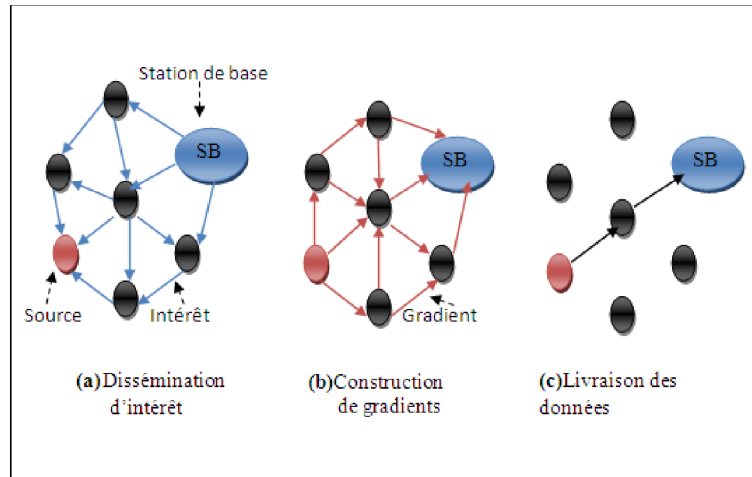 Station de base
SB
Source
Intérêt
(a)Dissémination
d'intérêt
SB
Gradient
(b)Construction
de gradients
SB
(c)Livraison des
données